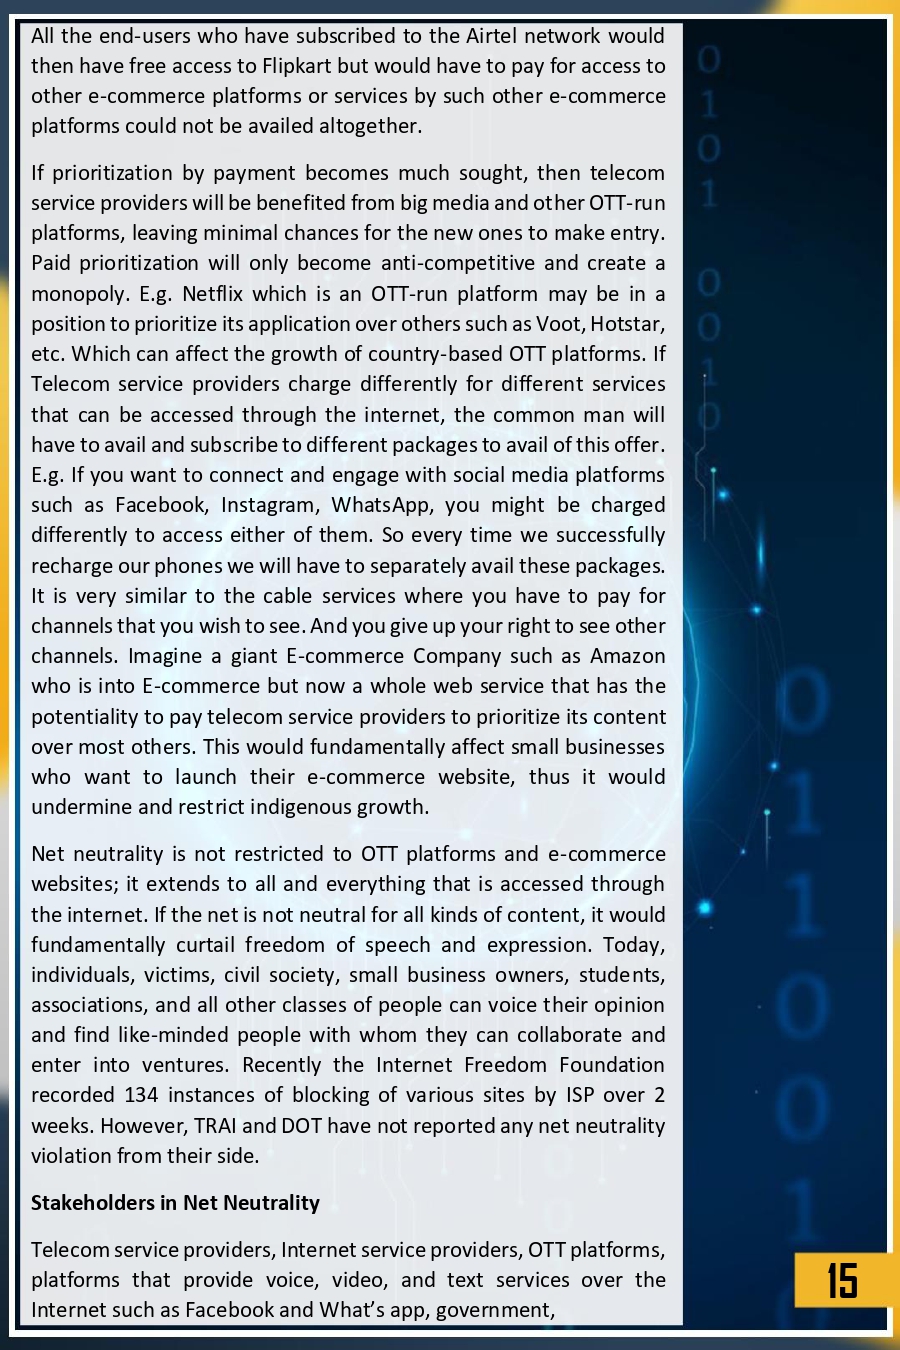 All the end-users who have subscribed to the Airtel network would
then have free access to Flipkart but would have to pay for access to
other e-commerce platforms or services by such other e-commerce
platforms could not be availed altogether.
If prioritization by payment becomes much sought, then telecom
service providers will be benefited from big media and other OTT-run
platforms, leaving minimal chances for the new ones to make entry.
Paid prioritization will only become anti-competitive and create a
monopoly. E.g. Netflix which is an OTT-run platform may be in a
position to prioritize its application over others such as Voot, Hotstar,
etc. Which can affect the growth of country-based OTT platforms. If
Telecom service providers charge differently for different services
that can be accessed through the internet, the common man will
have to avail and subscribe to different packages to avail of this offer.
E.g. If you want to connect and engage with social media platforms
such as Facebook, Instagram, WhatsApp, you might be charged
differently to access either of them. So every time we successfully
recharge our phones we will have to separately avail these packages.
It is very similar to the cable services where you have to pay for
channels that you wish to see. And you give up your right to see other
channels. Imagine a giant E-commerce Company such as Amazon
who is into E-commerce but now a whole web service that has the
potentiality to pay telecom service providers to prioritize its content
over most others. This would fundamentally affect small businesses
who want to launch their e-commerce website, thus it would
undermine and restrict indigenous growth.
Net neutrality is not restricted to OTT platforms and e-commerce
websites; it extends to all and everything that is accessed through
the internet. If the net is not neutral for all kinds of content, it would
fundamentally curtail freedom of speech and expression. Today,
individuals, victims, civil society, small business owners, students,
associations, and all other classes of people can voice their opinion
and find like-minded people with whom they can collaborate and
enter into ventures. Recently the Internet Freedom Foundation
recorded 134 instances of blocking of various sites by ISP over 2
weeks. However, TRAI and DOT have not reported any net neutrality
violation from their side.
Stakeholders in Net Neutrality
Telecom service providers, Internet service providers, OTT platforms,
platforms that provide voice, video, and text services over the
Internet such as Facebook and What's app, government,
15
0
1
0
1
0
0
1
0
0
1
1
0
0
1